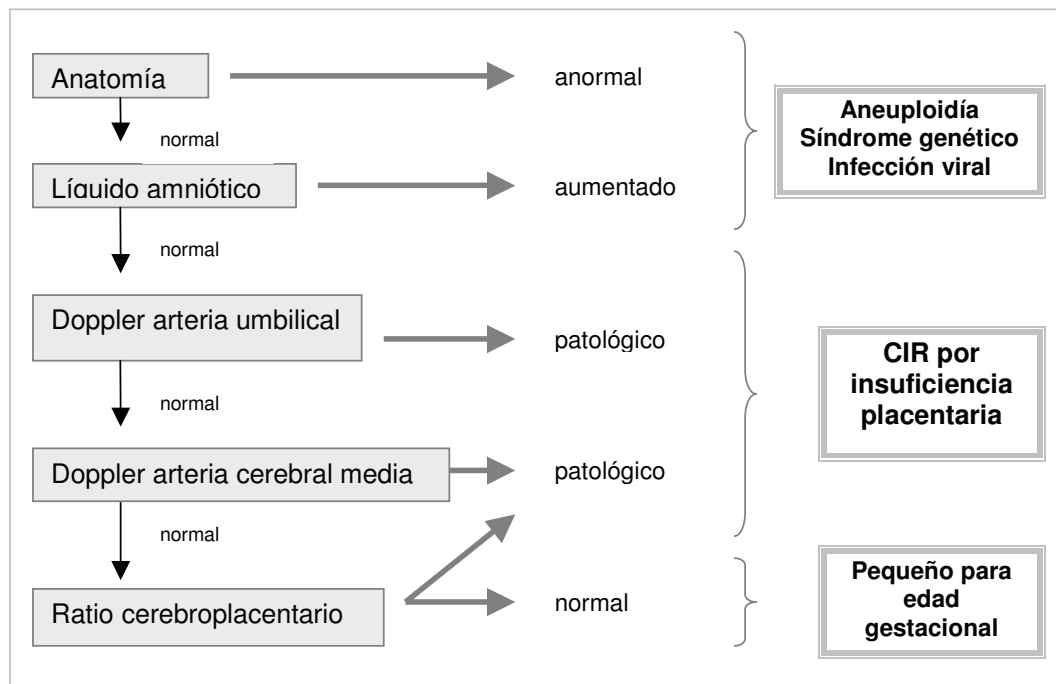 Anatomía
anormal
normal
Líquido amniótico
aumentado
Aneuploidía
Síndrome genético
Infección viral
normal
Doppler arteria umbilical
patológico
normal
CIR por
insuficiencia
placentaria
Doppler arteria cerebral media
patológico
normal
Ratio cerebroplacentario
normal
Pequeño para
edad
gestacional